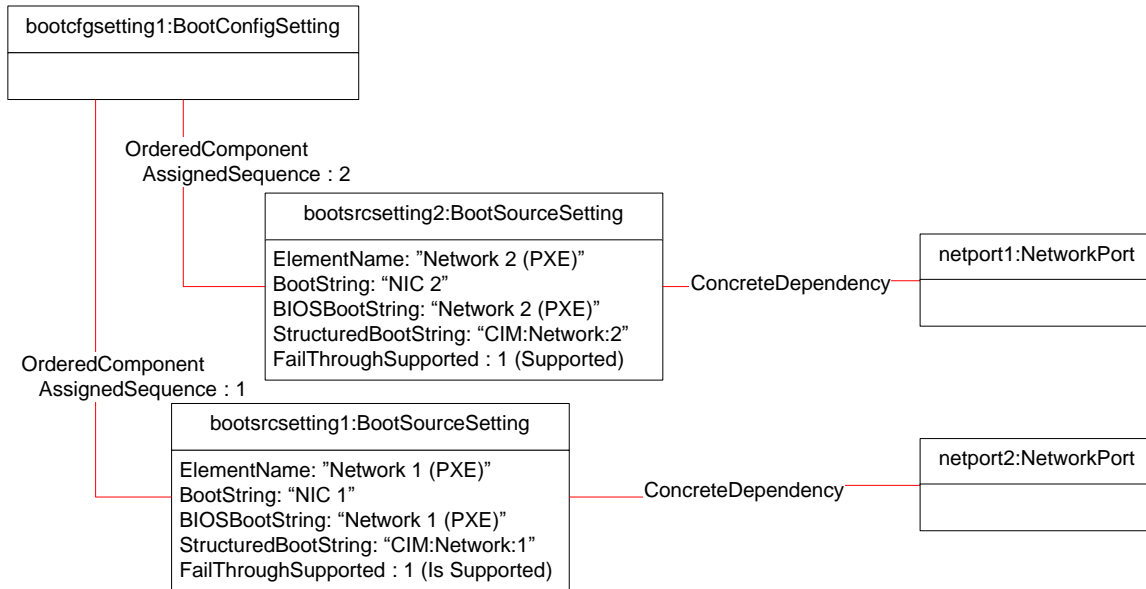 bootcfgsetting1:BootConfigSetting
OrderedComponent
AssignedSequence : 2
bootsrcsetting2:BootSourceSetting
ElementName: ”Network 2 (PXE)”
BootString: “NIC 2”
BIOSBootString: “Network 2 (PXE)”
StructuredBootString: “CIM:Network:2”
FailThroughSupported : 1 (Supported)
ConcreteDependency
netport1:NetworkPort
OrderedComponent
AssignedSequence : 1
bootsrcsetting1:BootSourceSetting
ElementName: ”Network 1 (PXE)”
BootString: “NIC 1”
BIOSBootString: “Network 1 (PXE)”
StructuredBootString: “CIM:Network:1”
FailThroughSupported : 1 (Is Supported)
ConcreteDependency
netport2:NetworkPort